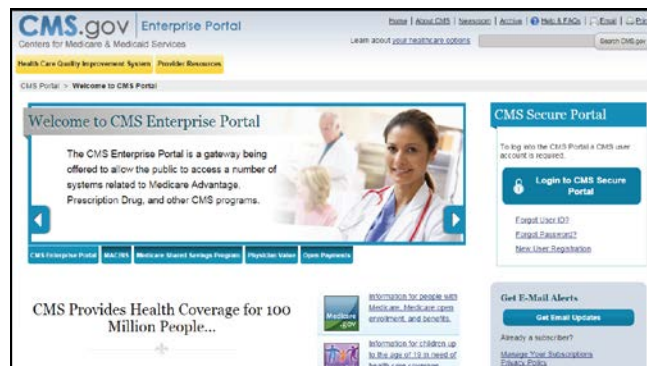 CMS.gov Enterprise Portal
Centers for Medicare & Medicaid Services
Home | About CMS | Newsroom | Archive | Help & FAQs | Email | Print
Learn about your healthcare options
Search CMS.gov
Health Care Quality Improvement System Provider Resources
CMS Portal > Welcome to CMS Portal
Welcome to CMS Enterprise Portal
The CMS Enterprise Portal is a gateway being
offered to allow the public to access a number of
systems related to Medicare Advantage,
Prescription Drug, and other CMS programs.
CMS Enterprise Portal MACBIS Medicare Shared Savings Program Physician Value Open Payments
CMS Secure Portal
To log into the CMS Portal a CMS user
account is required.
Login to CMS Secure
Portal
Forgot User ID?
Forgot Password?
New User Registration
CMS Provides Health Coverage for 100
Million People...
Medicare
.gov
Information for people with
Medicare, Medicare open
enrollment, and benefits.
Information for children up
to the age of 19 in need of
health care coverage
Get E-Mail Alerts
Get Email Updates
Already a subscriber?
Manage Your Subscriptions
Privacy Policy